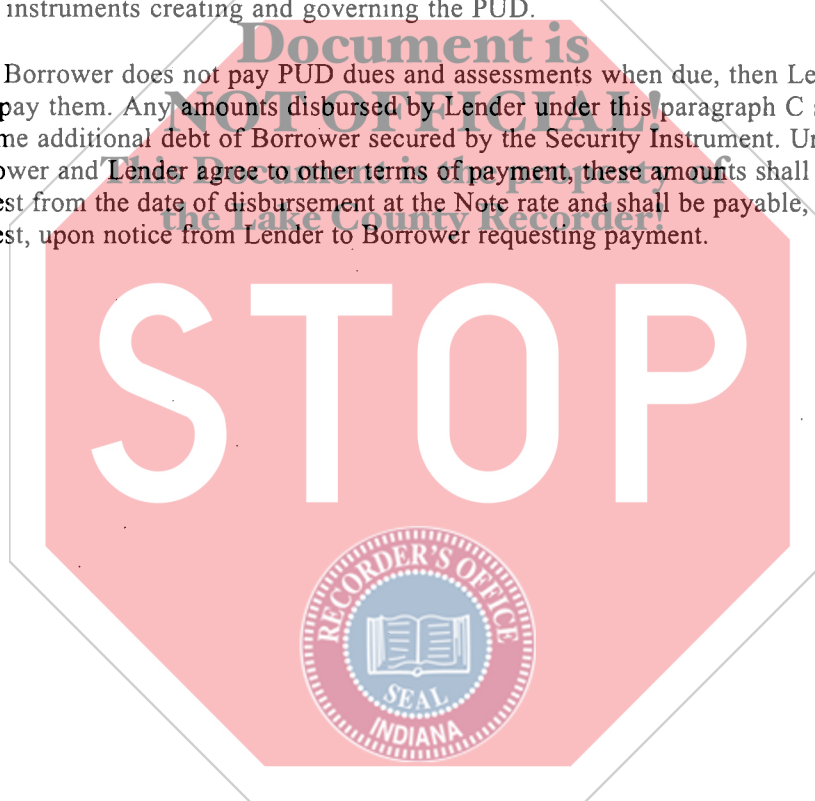 instruments creating and governing the PUD.
Document is
Borrower does not pay PUD dues and assessments when due, then Le
pay them. Any amounts disbursed by Lender under this paragraph C s
NOT OFFICIAL!
me additional debt of Borrower secured by the Security Instrument. Un
ower and Lender agree to other terms of payment, these amounts shall
This Document is the property of
est from the date of disbursement at the Note rate and shall be payable,
the Lake County Recorder!
est, upon notice from Lender to Borrower requesting payment.
STOP
RECORDER'S OFFICE
SEAL
INDIANA